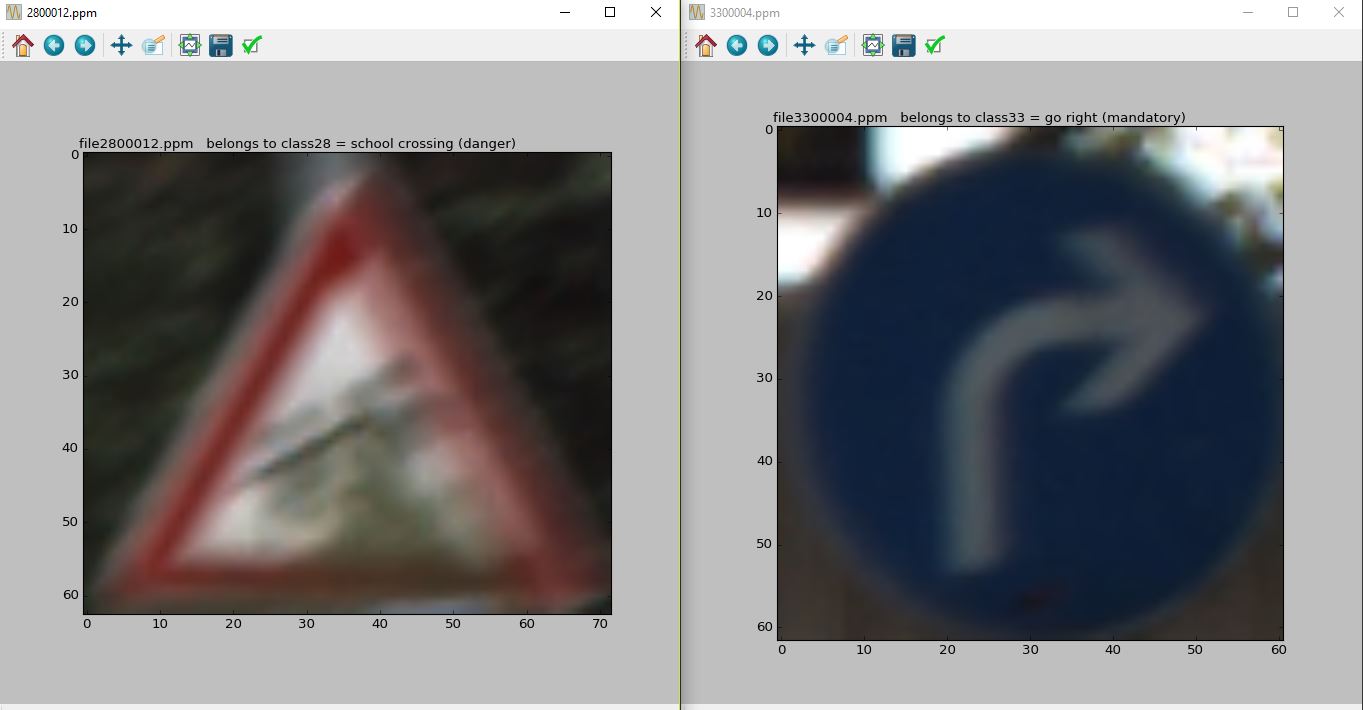 2800012.ppm
file2800012.ppm   belongs to class28 = school crossing (danger)
0
10
20
30
40
50
60
0 10 20 30 40 50 60 70
3300004.ppm
file3300004.ppm   belongs to class33 = go right (mandatory)
0
10
20
30
40
50
60
0 10 20 30 40 50 60